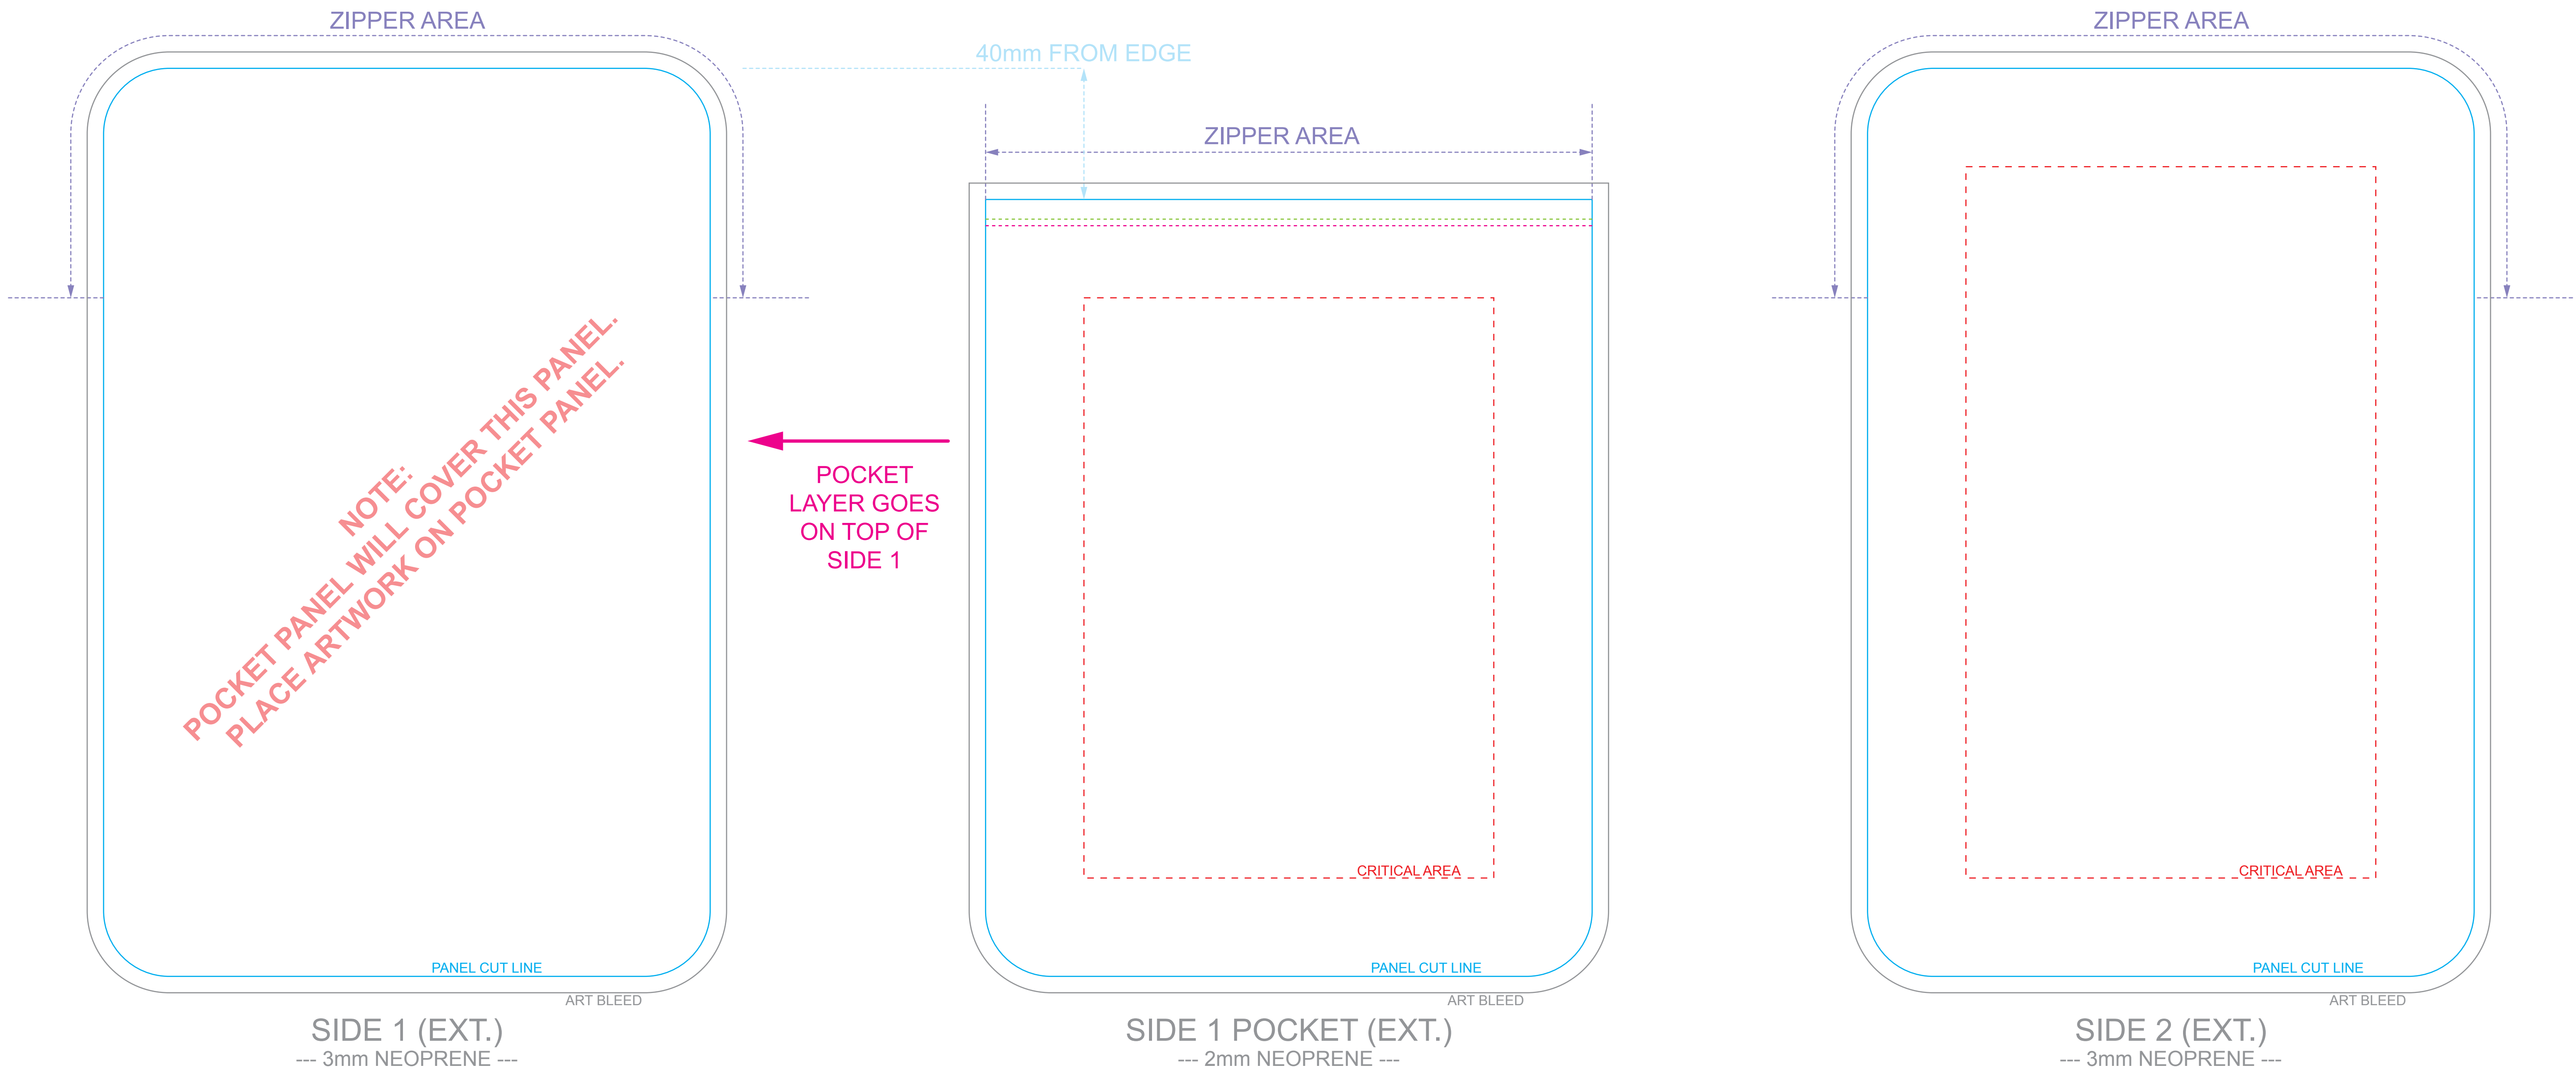 ZIPPER AREA
NOTE:
POCKET PANEL WILL COVER THIS PANEL.
PLACE ARTWORK ON POCKET PANEL.
PANEL CUT LINE
ART BLEED
SIDE 1 (EXT.)
--- 3mm NEOPRENE ---
40mm FROM EDGE
POCKET
LAYER GOES
ON TOP OF
SIDE 1
ZIPPER AREA
CRITICAL AREA
PANEL CUT LINE
ART BLEED
SIDE 1 POCKET (EXT.)
--- 2mm NEOPRENE ---
ZIPPER AREA
CRITICAL AREA
PANEL CUT LINE
ART BLEED
SIDE 2 (EXT.)
--- 3mm NEOPRENE ---